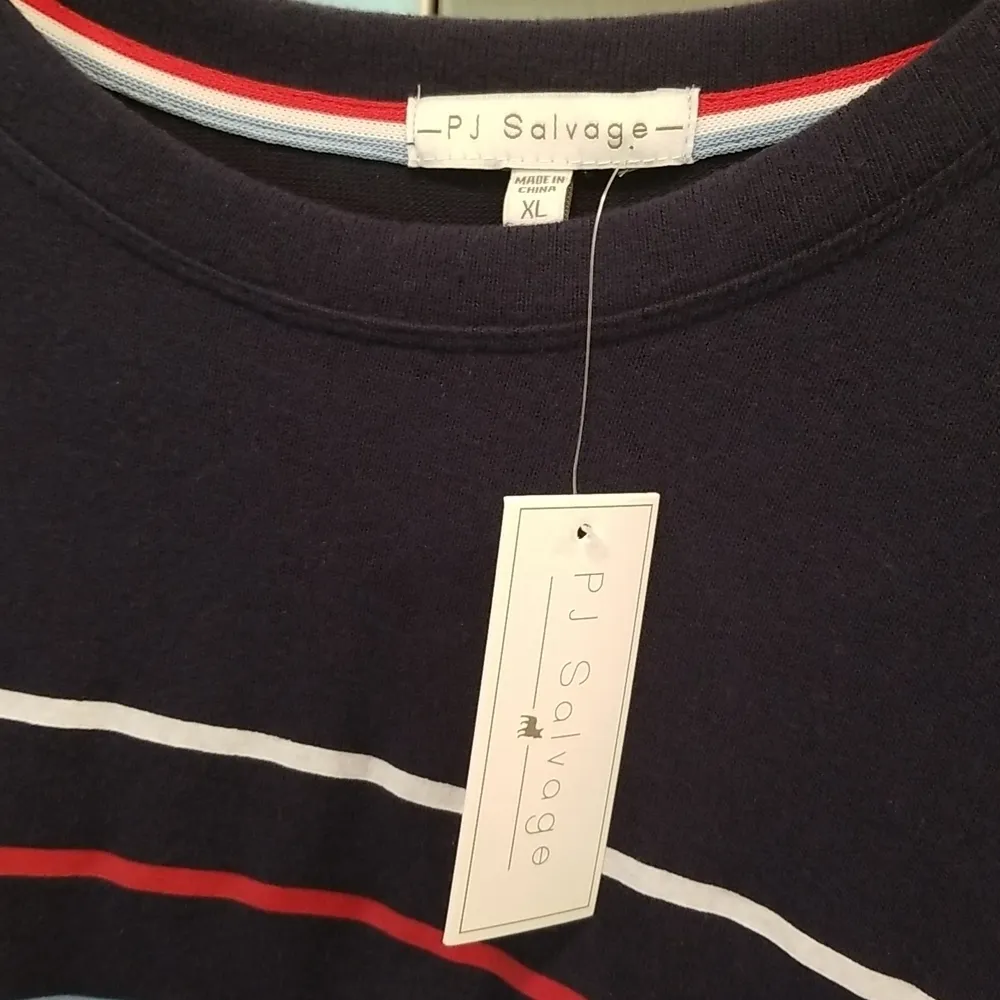 —PJ Salvage—
MADE IN
CHINA
XL
PJ Salvage